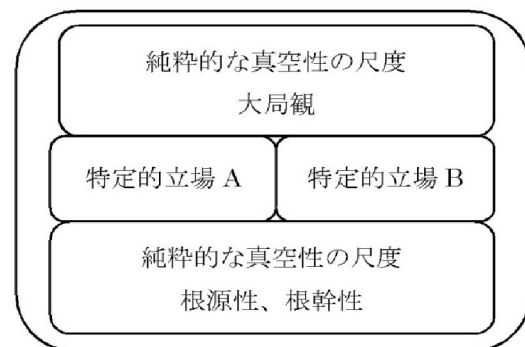 純粋的な真空性の尺度
大局観
特定的立場 A
特定的立場 B
純粋的な真空性の尺度
根源性、根幹性